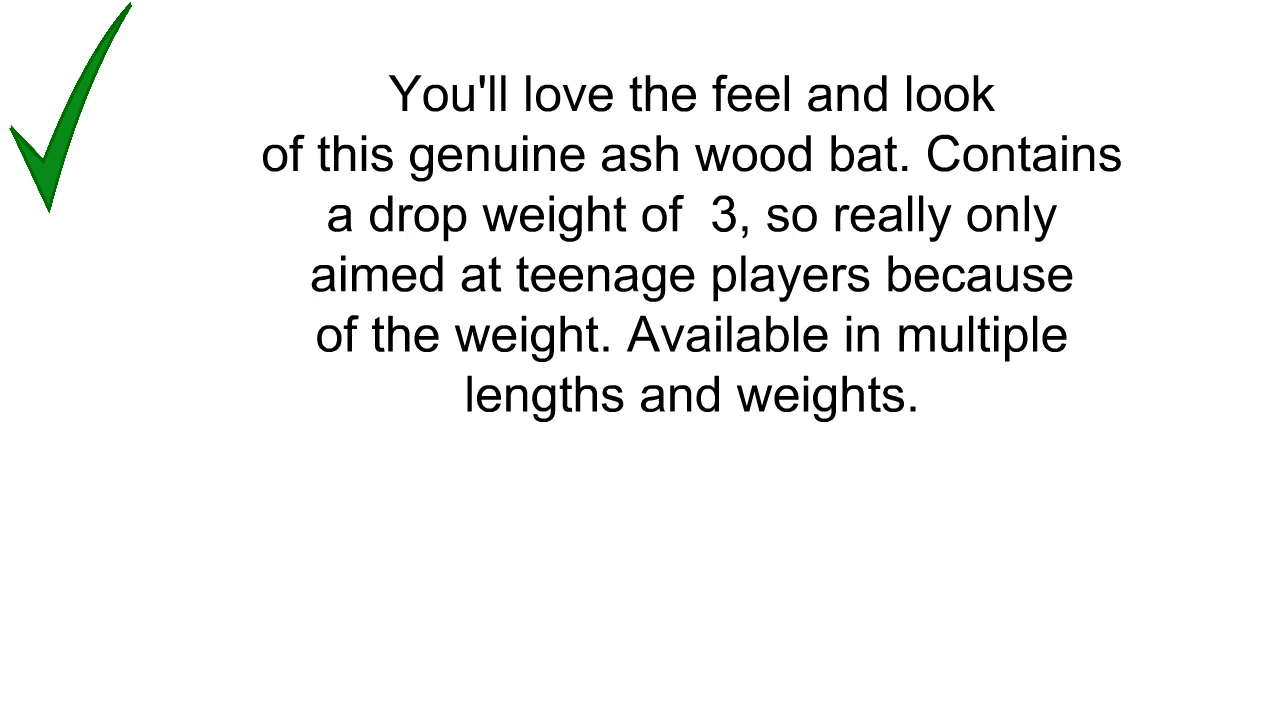 You'll love the feel and look
of this genuine ash wood bat. Contains
a drop weight of  3, so really only
aimed at teenage players because
of the weight. Available in multiple
lengths and weights.